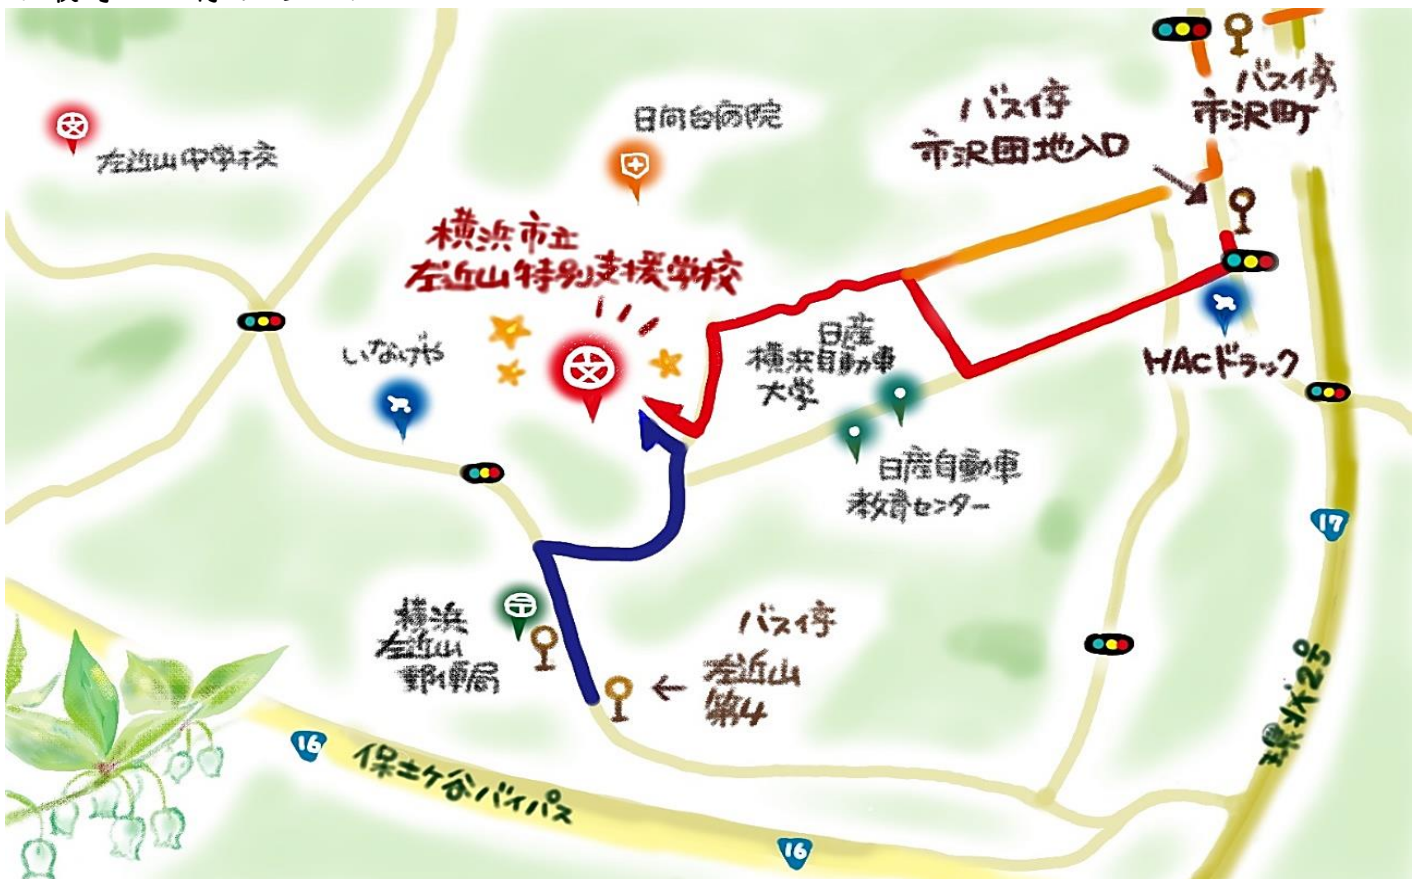 バス停
市沢町
バス停
市沢団地入口
日向台病院
左近山中学校
横浜市立
左近山特別支援学校
いなげや
日産
横浜自動車
大学
HAcドラック
日産自動車
教育センター
17
横浜
左近山
郵便局
バス停
左近山
第4
環状2号
16
保土ケ谷バイパス
16